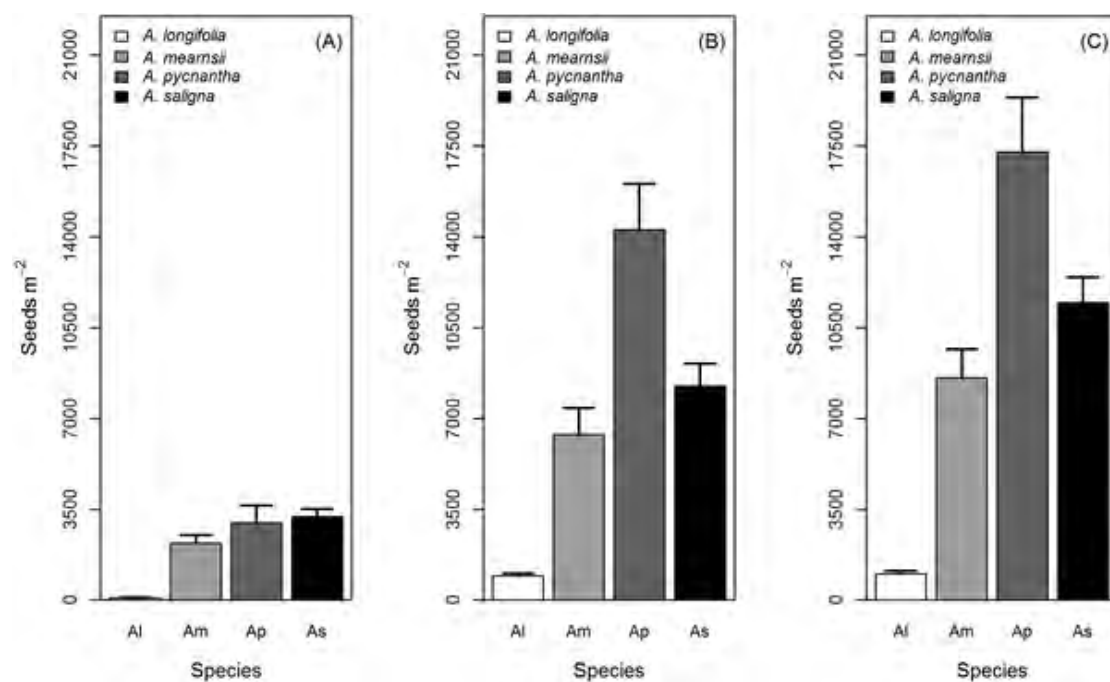 (A)
A. longifolia
A. mearnsii
A. pycnantha
A. saligna
21000
17500
14000
10500
7000
3500
0
Seeds m⁻²
Al Am Ap As
Species
(B)
A. longifolia
A. mearnsii
A. pycnantha
A. saligna
21000
17500
14000
10500
7000
3500
0
Seeds m⁻²
Al Am Ap As
Species
(C)
A. longifolia
A. mearnsii
A. pycnantha
A. saligna
21000
17500
14000
10500
7000
3500
0
Seeds m⁻²
Al Am Ap As
Species